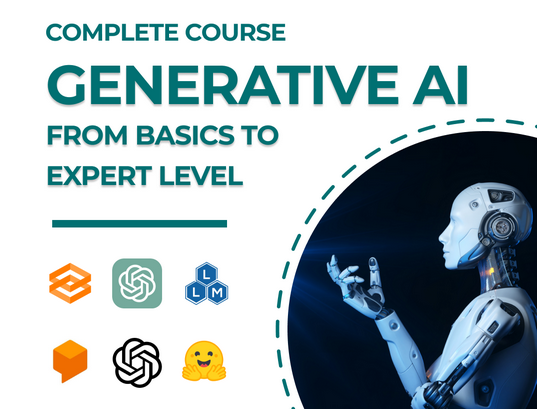 COMPLETE COURSE
GENERATIVE AI
FROM BASICS TO
EXPERT LEVEL
L
L M